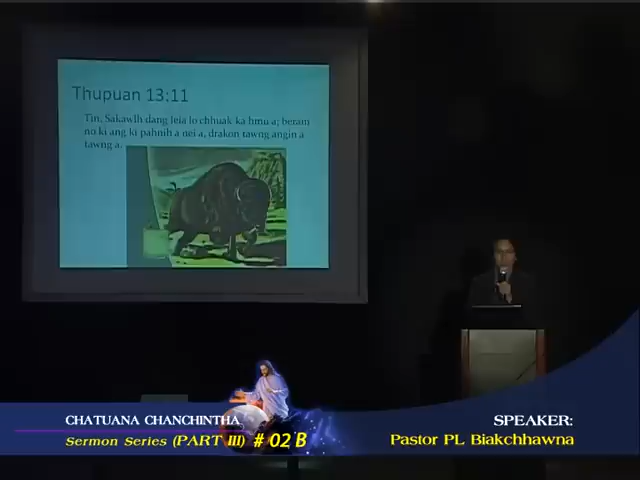 Thupuan 13:11
Tin, Sakawlh dang leia lo chhuak ka hmu a; beram
no ki ang ki pahnih a nei a, drakon tawng angin a
tawng a.
CHATUANA CHANCHINTHA
Sermon Series (PART III) # 02 B
SPEAKER:
Pastor PL Biakchhawna